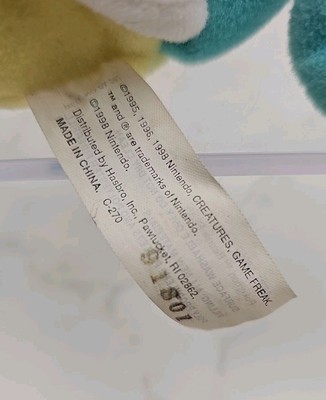 ©1995, 1996, 1998 Nintendo, CREATURES, GAME FREAK.
™ and ® are trademarks of Nintendo.
©1998 Nintendo.
Distributed by Hasbro, Inc., Pawtucket, RI 02862
MADE IN CHINA. C-270